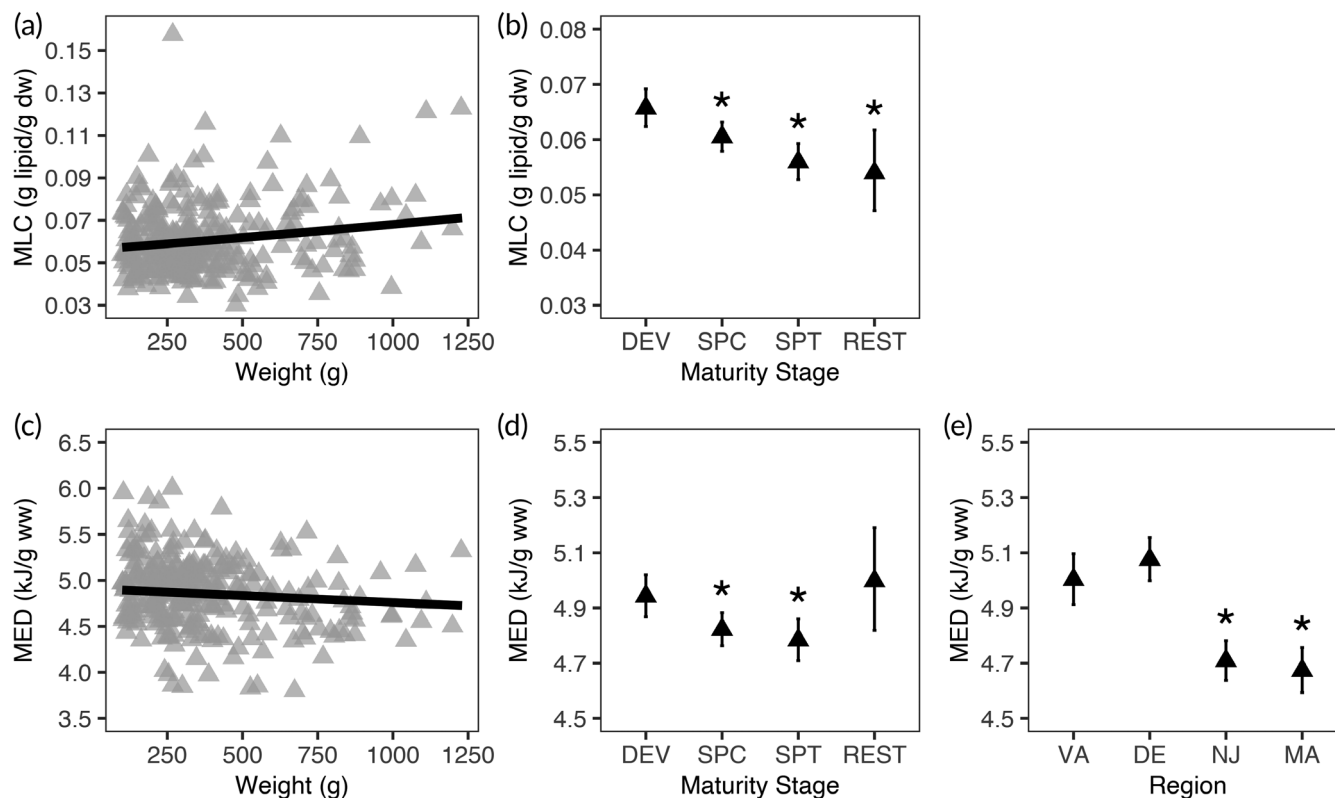 (a)
MLC (g lipid/g dw)
0.15
0.13
0.11
0.09
0.07
0.05
0.03
250 500 750 1000 1250
Weight (g)
(b)
MLC (g lipid/g dw)
0.08
0.07
0.06
0.05
0.04
0.03
* * *
DEV SPC SPT REST
Maturity Stage
(c)
MED (kJ/g ww)
6.5
6.0
5.5
5.0
4.5
4.0
3.5
250 500 750 1000 1250
Weight (g)
(d)
MED (kJ/g ww)
5.5
5.3
5.1
4.9
4.7
4.5
* *
DEV SPC SPT REST
Maturity Stage
(e)
MED (kJ/g ww)
5.5
5.3
5.1
4.9
4.7
4.5
* *
VA DE NJ MA
Region